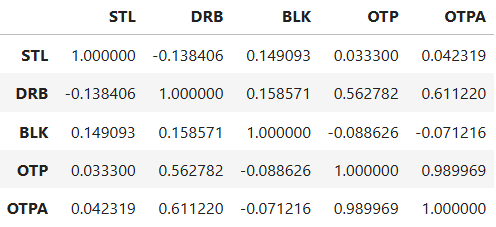 STL DRB BLK OTP OTPA
STL 1.000000 -0.138406 0.149093 0.033300 0.042319
DRB -0.138406 1.000000 0.158571 0.562782 0.611220
BLK 0.149093 0.158571 1.000000 -0.088626 -0.071216
OTP 0.033300 0.562782 -0.088626 1.000000 0.989969
OTPA 0.042319 0.611220 -0.071216 0.989969 1.000000